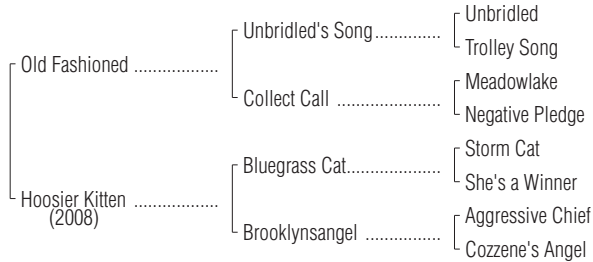 Unbridled
Unbridled's Song..............
Trolley Song
Old Fashioned ..................
Meadowlake
Collect Call ......................
Negative Pledge
Storm Cat
Bluegrass Cat....................
She's a Winner
Hoosier Kitten ..................
(2008)
Aggressive Chief
Brooklynsangel ................
Cozzene's Angel